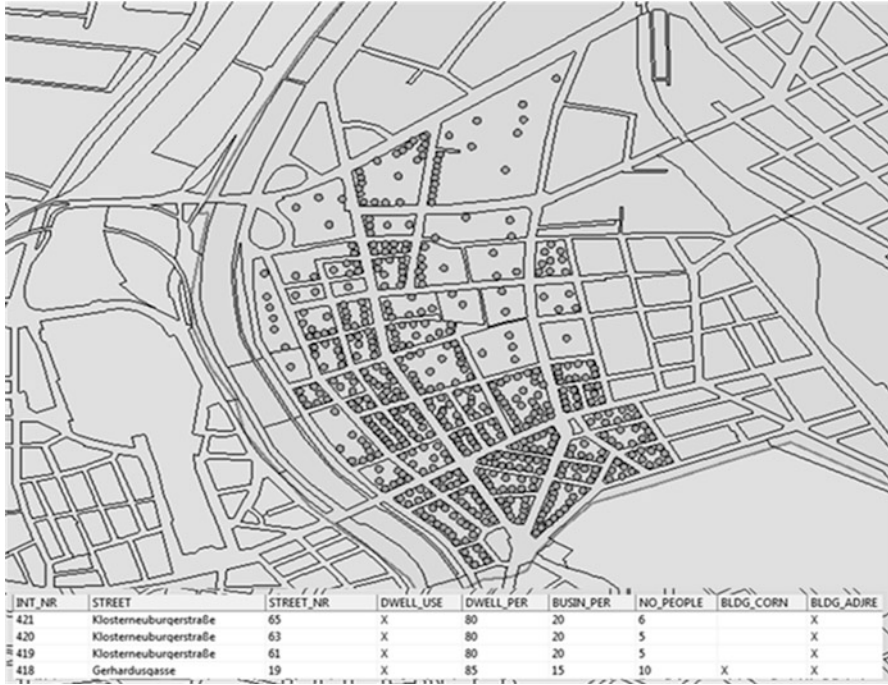 INT_NR STREET STREET_NR DWELL_USE DWELL_PER BUSIN_PER NO_PEOPLE BLDG_CORN BLDG_ADJRE
421 Klosterneuburgerstraße 65 X 80 20 6 X
420 Klosterneuburgerstraße 63 X 80 20 5 X
419 Klosterneuburgerstraße 61 X 80 20 5 X
418 Gerhardusgasse 19 X 85 15 10 X X